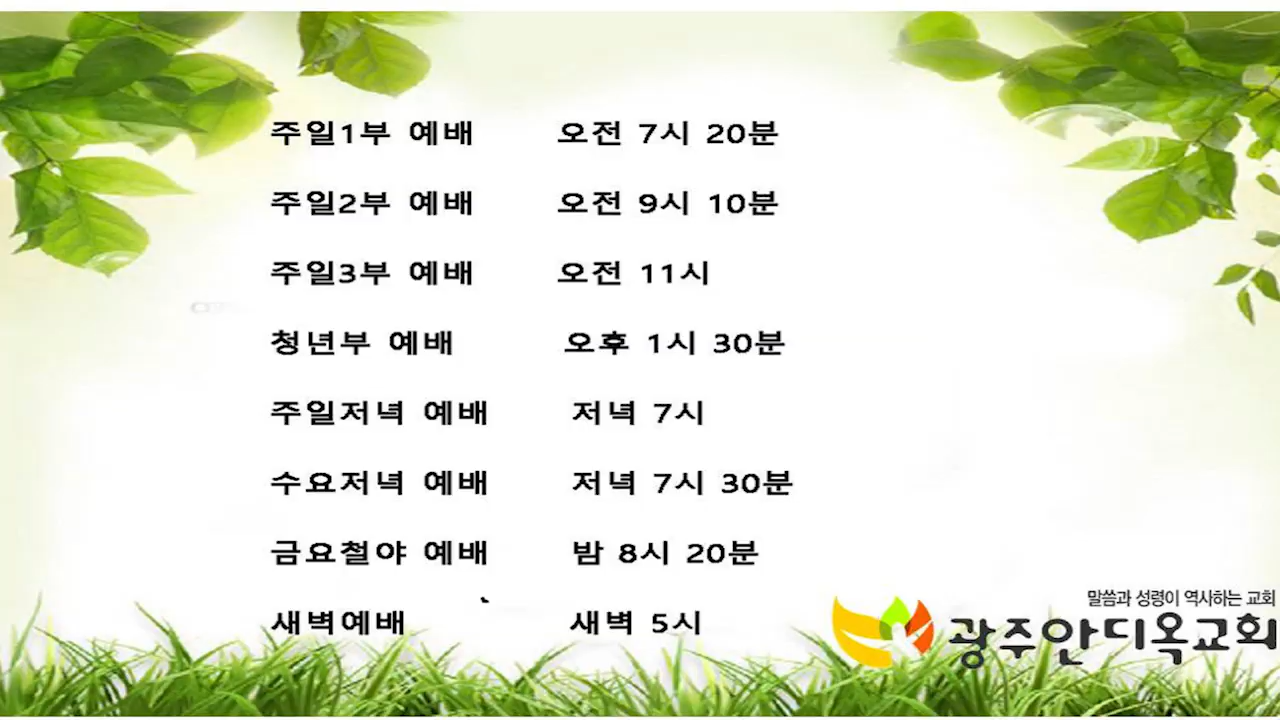 주일1부 예배 오전 7시 20분
주일2부 예배 오전 9시 10분
주일3부 예배 오전 11시
청년부 예배 오후 1시 30분
주일저녁 예배 저녁 7시
수요저녁 예배 저녁 7시 30분
금요철야 예배 밤 8시 20분
새벽예배 새벽 5시
말씀과 성령이 역사하는 교회
광주안디옥교회